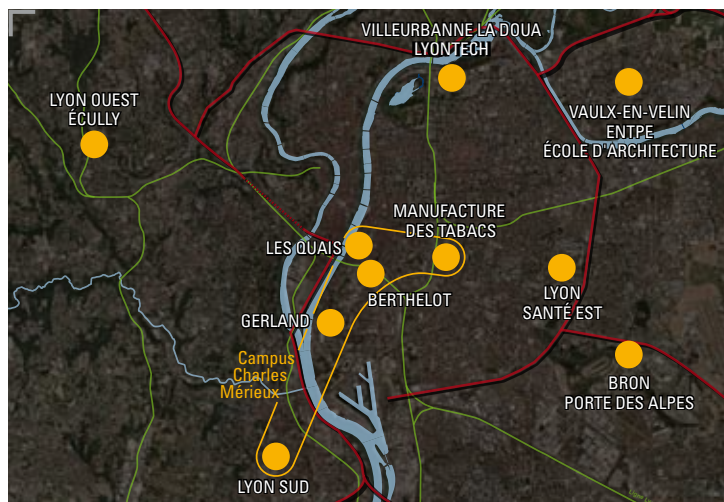 VILLEURBANNE LA DOUA
LYONTECH
LYON OUEST
ÉCULLY
VAULX-EN-VELIN
ENTPE
ÉCOLE D'ARCHITECTURE
MANUFACTURE
DES TABACS
LES QUAIS
BERTHELOT
LYON
SANTÉ EST
GERLAND
Campus
Charles
Mérieux
BRON
PORTE DES ALPES
LYON SUD